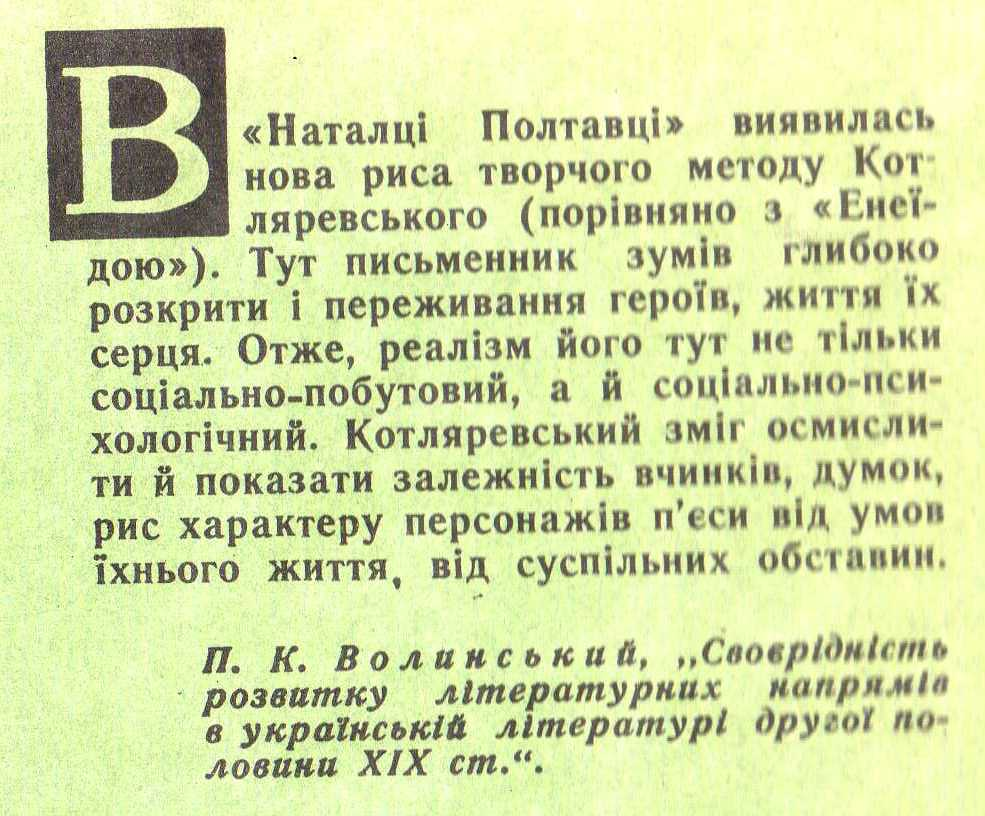 В
«Наталці Полтавці» виявилась
нова риса творчого методу Кот-
ляревського (порівняно з «Енеї-
дою»). Тут письменник зумів глибоко
розкрити і переживання героїв, життя їх
серця. Отже, реалізм його тут не тільки
соціально-побутовий, а й соціально-пси-
хологічний. Котляревський зміг осмисли-
ти й показати залежність вчинків, думок,
рис характеру персонажів п'єси від умов
їхнього життя, від суспільних обставин.
П. К. Волинський, „Своєрідність
розвитку літературних напрямів
в українській літературі другої по-
ловини XIX ст.“.